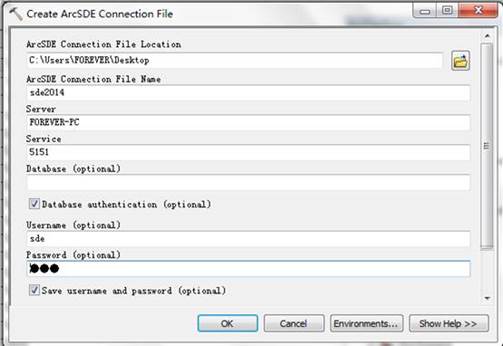 Create ArcSDE Connection File
ArcSDE Connection File Location
C:\Users\FOREVER\Desktop
ArcSDE Connection File Name
sde2014
Server
FOREVER-PC
Service
5151
Database (optional)
Database authentication (optional)
Username (optional)
sde
Password (optional)
●●●
Save username and password (optional)
OK Cancel Environments... Show Help >>